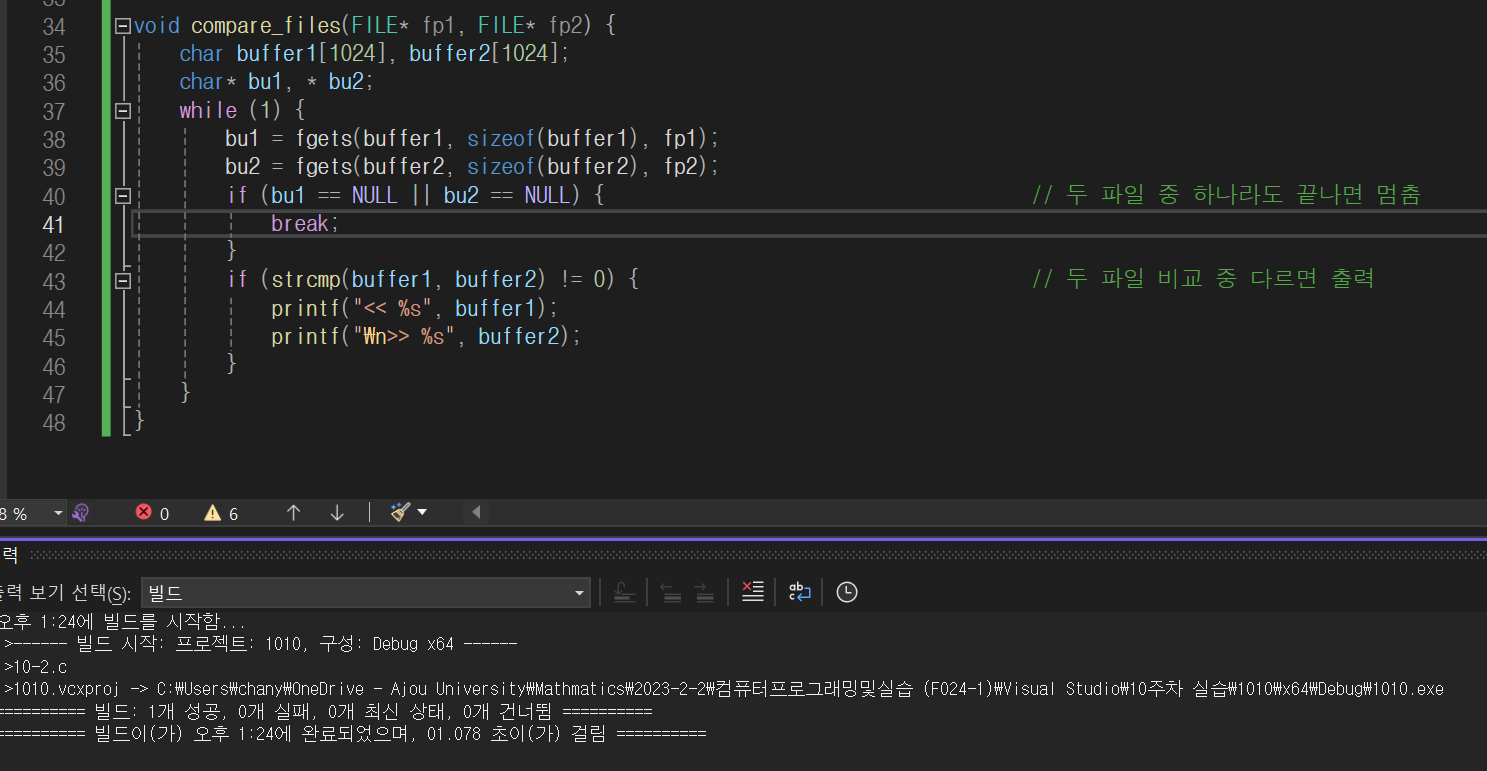 34 void compare_files(FILE* fp1, FILE* fp2) {
35 char buffer1[1024], buffer2[1024];
36 char* bu1, * bu2;
37 while (1) {
38 bu1 = fgets(buffer1, sizeof(buffer1), fp1);
39 bu2 = fgets(buffer2, sizeof(buffer2), fp2);
40 if (bu1 == NULL || bu2 == NULL) { // 두 파일 중 하나라도 끝나면 멈춤
41 break;
42 }
43 if (strcmp(buffer1, buffer2) != 0) { // 두 파일 비교 중 다르면 출력
44 printf("<< %s", buffer1);
45 printf("₩n>> %s", buffer2);
46 }
47 }
48 }
8 % 0 6
력
출력 보기 선택(S): 빌드
오후 1:24에 빌드를 시작함...
>------ 빌드 시작: 프로젝트: 1010, 구성: Debug x64 ------
>10-2.c
>1010.vcxproj -> C:₩Users₩chany₩OneDrive - Ajou University₩Mathmatics₩2023-2-2₩컴퓨터프로그래밍및실습 (F024-1)₩Visual Studio₩10주차 실습₩1010₩x64₩Debug₩1010.exe
========== 빌드: 1개 성공, 0개 실패, 0개 최신 상태, 0개 건너뜀 ==========
========== 빌드이(가) 오후 1:24에 완료되었으며, 01.078 초이(가) 걸림 ==========